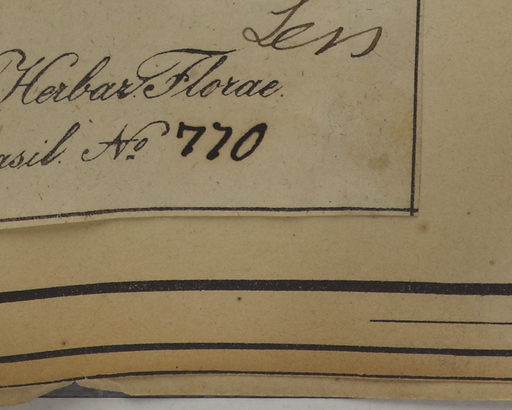 Herbar. Florae
asil. No 770